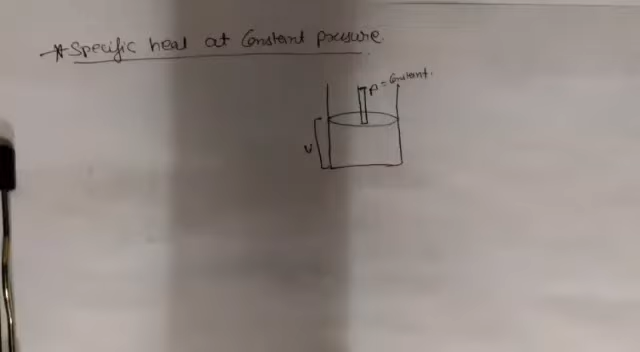 * Specific heat at Constant pressure.
P = Constant.
V